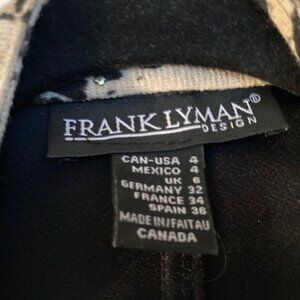 FRANK LYMAN®
DESIGN
CAN-USA 4
MEXICO 4
UK 6
GERMANY 32
FRANCE 34
SPAIN 36
MADE IN/FAIT AU
CANADA